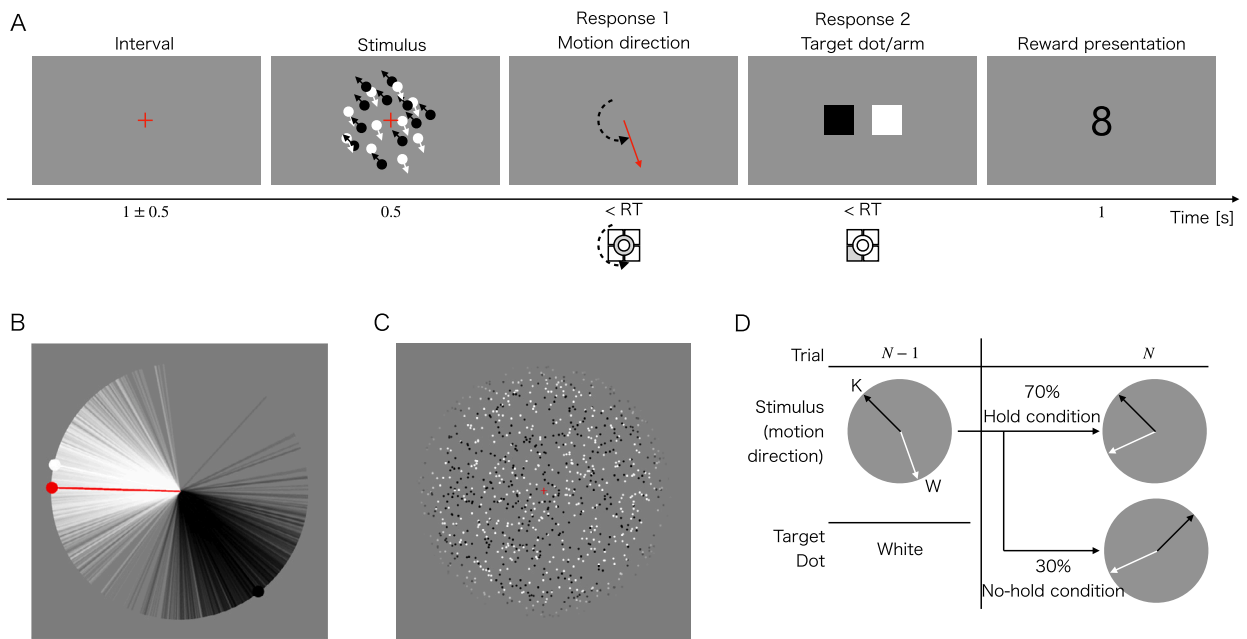 A
Interval
Stimulus
Response 1
Motion direction
Response 2
Target dot/arm
Reward presentation
8
1 ± 0.5
0.5
< RT
< RT
1
Time [s]
B
C
D
Trial
N − 1
N
Stimulus
(motion
direction)
K
W
70%
Hold condition
30%
No-hold condition
Target
Dot
White